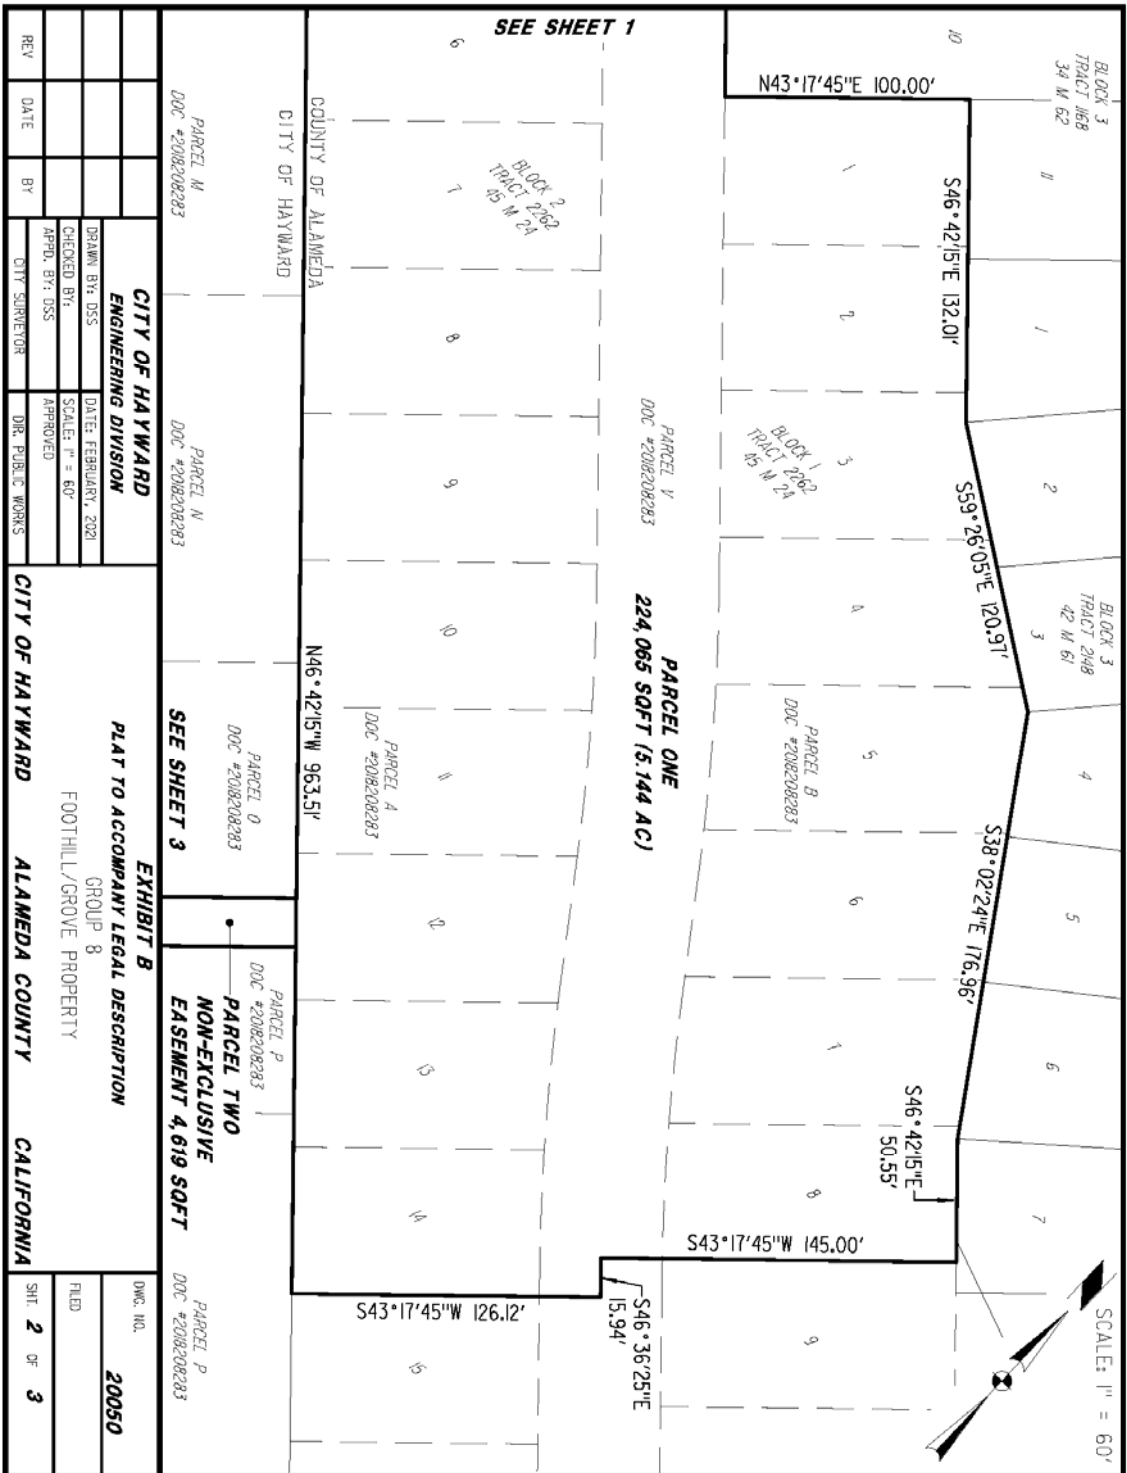 SEE SHEET 1
BLOCK 3
TRACT 1168
34 M 62
10
11
1
2
BLOCK 3
TRACT 2148
42 M 61
3
4
5
6
7
SCALE: 1" = 60'
N43°17'45"E 100.00'
S46°42'15"E 132.01'
S59°26'05"E 120.97'
S38°02'24"E 176.96'
S46°42'15"E
50.55'
S43°17'45"W 145.00'
S46°36'25"E
15.94'
S43°17'45"W 126.12'
N46°42'15"W 963.51'
1
2
3
BLOCK 1
TRACT 2262
45 M 24
4
5
PARCEL B
DOC #2018208283
6
7
8
9
PARCEL V
DOC #2018208283
PARCEL ONE
224,065 SQFT (5.144 AC)
6
7
BLOCK 2
TRACT 2262
45 M 24
8
9
10
11
PARCEL A
DOC #2018208283
12
13
14
15
COUNTY OF ALAMEDA
CITY OF HAYWARD
PARCEL M
DOC #2018208283
PARCEL N
DOC #2018208283
PARCEL O
DOC #2018208283
SEE SHEET 3
PARCEL P
DOC #2018208283
PARCEL TWO
NON-EXCLUSIVE
EASEMENT 4,619 SQFT
PARCEL P
DOC #2018208283
REV
DATE
BY
CITY OF HAYWARD
ENGINEERING DIVISION
DRAWN BY: DSS
DATE: FEBRUARY, 2021
CHECKED BY:
SCALE: 1" = 60'
APPD. BY: DSS
APPROVED
CITY SURVEYOR
DIR. PUBLIC WORKS
EXHIBIT B
PLAT TO ACCOMPANY LEGAL DESCRIPTION
GROUP 8
FOOTHILL/GROVE PROPERTY
CITY OF HAYWARD ALAMEDA COUNTY CALIFORNIA
DWG. NO.
20050
FILED
SHT. 2 OF 3